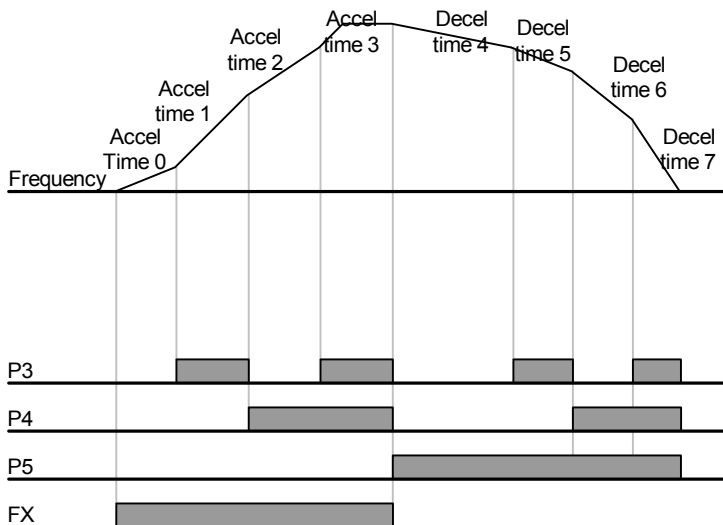 Accel
Time 0
Accel
time 1
Accel
time 2
Accel
time 3
Decel
time 4
Decel
time 5
Decel
time 6
Decel
time 7
Frequency
P3
P4
P5
FX